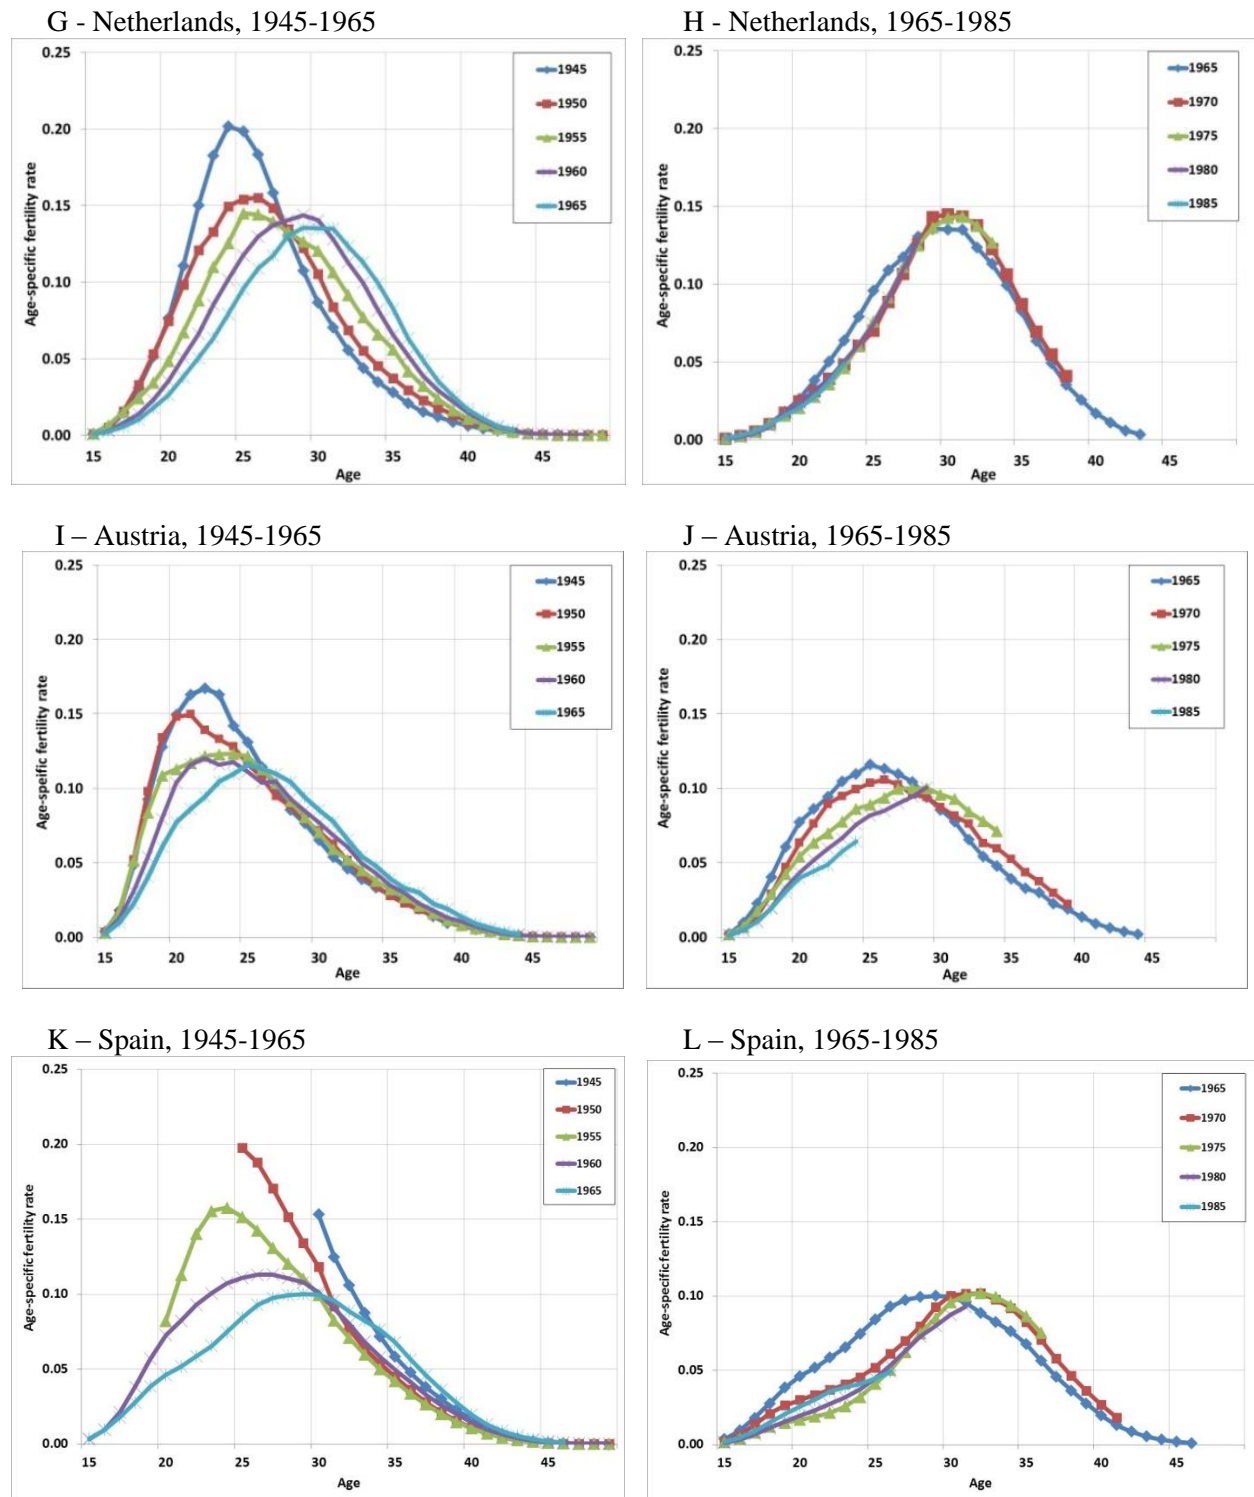 G - Netherlands, 1945-1965
0.25
0.20
0.15
0.10
0.05
0.00
Age-specific fertility rate
15 20 25 30 35 40 45
Age
1945
1950
1955
1960
1965
H - Netherlands, 1965-1985
0.25
0.20
0.15
0.10
0.05
0.00
Age-specific fertility rate
15 20 25 30 35 40 45
Age
1965
1970
1975
1980
1985
I – Austria, 1945-1965
0.25
0.20
0.15
0.10
0.05
0.00
Age-speific fertility rate
15 20 25 30 35 40 45
Age
1945
1950
1955
1960
1965
J – Austria, 1965-1985
0.25
0.20
0.15
0.10
0.05
0.00
Age-specific fertility rate
15 20 25 30 35 40 45
Age
1965
1970
1975
1980
1985
K – Spain, 1945-1965
0.25
0.20
0.15
0.10
0.05
0.00
Age-specific fertility rate
15 20 25 30 35 40 45
Age
1945
1950
1955
1960
1965
L – Spain, 1965-1985
0.25
0.20
0.15
0.10
0.05
0.00
Age-specific fertility rate
15 20 25 30 35 40 45
Age
1965
1970
1975
1980
1985